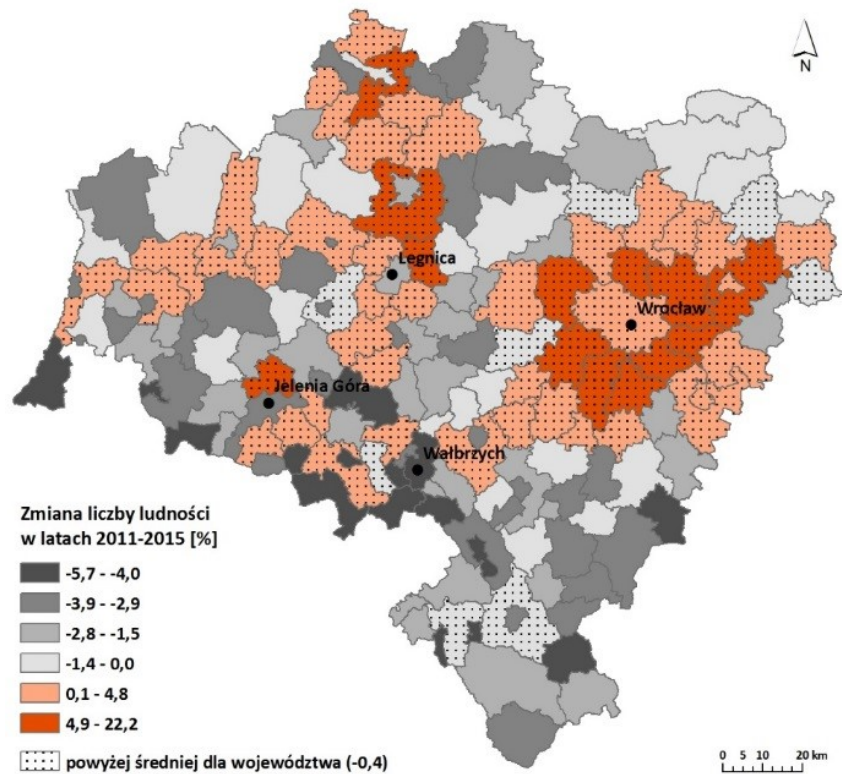 N
Legnica
Wrocław
Jelenia Góra
Wałbrzych
Zmiana liczby ludności
w latach 2011-2015 [%]
-5,7 - -4,0
-3,9 - -2,9
-2,8 - -1,5
-1,4 - 0,0
0,1 - 4,8
4,9 - 22,2
powyżej średniej dla województwa (-0,4)
0 5 10 20 km